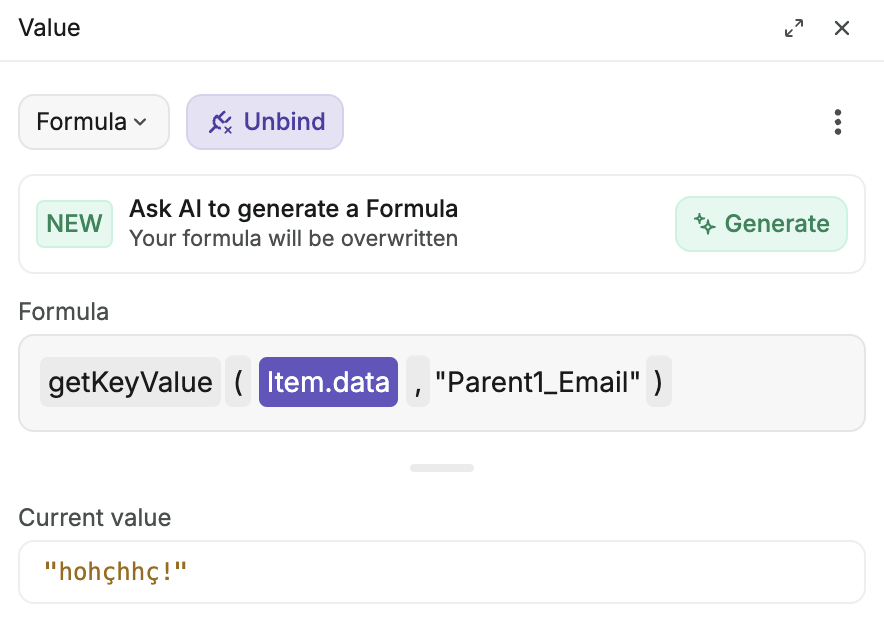 Value
Formula Unbind
NEW Ask AI to generate a Formula Generate
Your formula will be overwritten
Formula
getKeyValue ( Item.data , "Parent1_Email" )
Current value
"hohçhhç!"